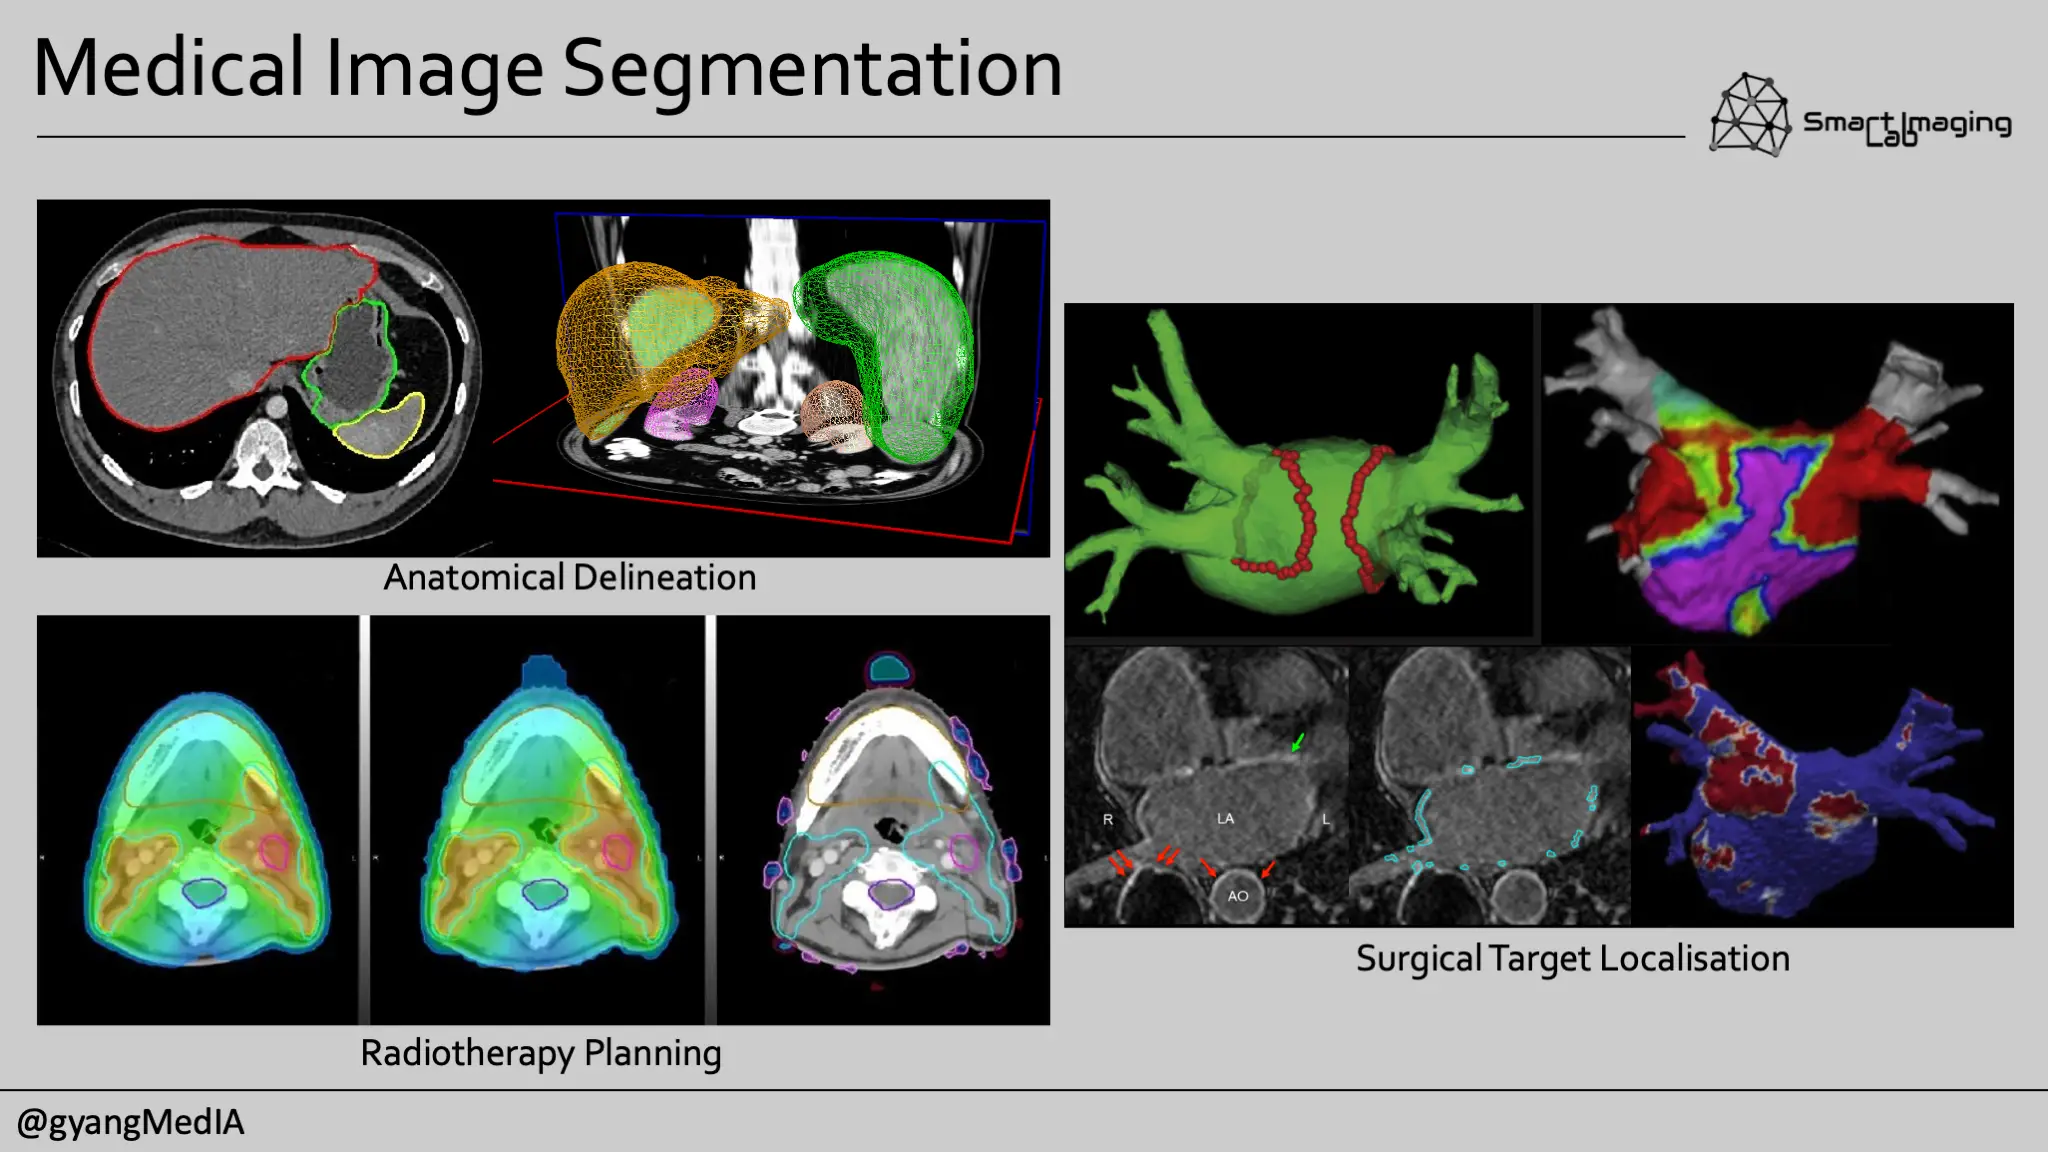 Medical Image Segmentation
Smart Imaging
Lab
Anatomical Delineation
R
LA
L
AO
Surgical Target Localisation
Radiotherapy Planning
@gyangMedIA